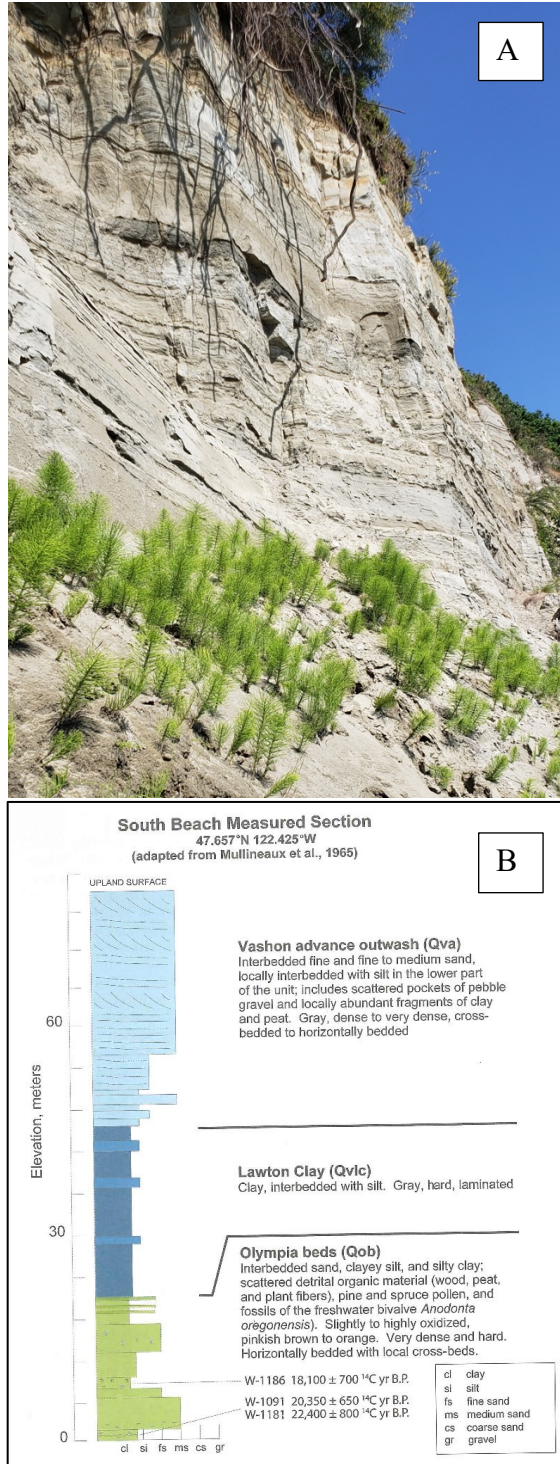 A
South Beach Measured Section
B
47.657°N 122.425°W
(adapted from Mullineaux et al., 1965)
UPLAND SURFACE
Vashon advance outwash (Qva)
Interbedded fine and fine to medium sand,
locally interbedded with silt in the lower part
of the unit; includes scattered pockets of pebble
gravel and locally abundant fragments of clay
and peat. Gray, dense to very dense, cross-
bedded to horizontally bedded
60
Elevation, meters
Lawton Clay (Qvlc)
Clay, interbedded with silt. Gray, hard, laminated
30
Olympia beds (Qob)
Interbedded sand, clayey silt, and silty clay;
scattered detrital organic material (wood, peat,
and plant fibers), pine and spruce pollen, and
fossils of the freshwater bivalve Anodonta
oregonensis). Slightly to highly oxidized,
pinkish brown to orange. Very dense and hard.
Horizontally bedded with local cross-beds.
W-1186 18,100 ± 700 ¹⁴C yr B.P.
W-1091 20,350 ± 650 ¹⁴C yr B.P.
W-1181 22,400 ± 800 ¹⁴C yr B.P.
cl clay
si silt
fs fine sand
ms medium sand
cs coarse sand
gr gravel
0
cl si fs ms cs gr